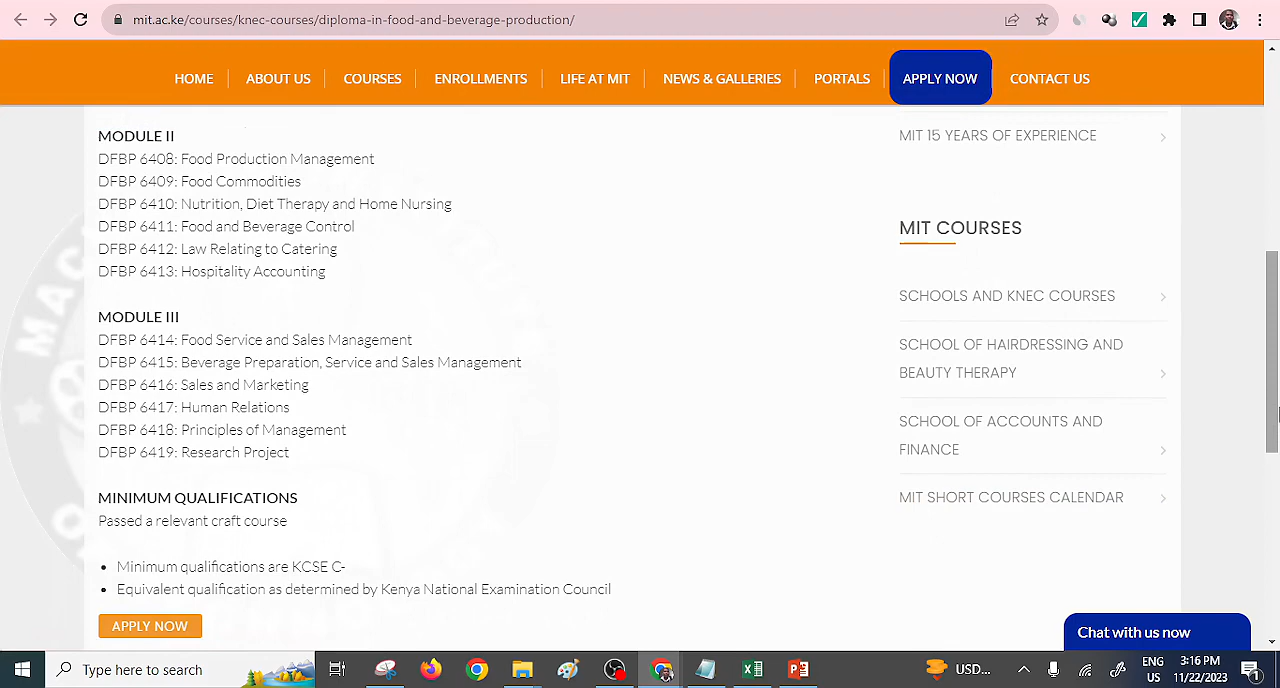 mit.ac.ke/courses/knec-courses/diploma-in-food-and-beverage-production/
HOME
ABOUT US
COURSES
ENROLLMENTS
LIFE AT MIT
NEWS & GALLERIES
PORTALS
APPLY NOW
CONTACT US
MODULE II
DFBP 6408: Food Production Management
DFBP 6409: Food Commodities
DFBP 6410: Nutrition, Diet Therapy and Home Nursing
DFBP 6411: Food and Beverage Control
DFBP 6412: Law Relating to Catering
DFBP 6413: Hospitality Accounting
MODULE III
DFBP 6414: Food Service and Sales Management
DFBP 6415: Beverage Preparation, Service and Sales Management
DFBP 6416: Sales and Marketing
DFBP 6417: Human Relations
DFBP 6418: Principles of Management
DFBP 6419: Research Project
MINIMUM QUALIFICATIONS
Passed a relevant craft course
Minimum qualifications are KCSE C-
Equivalent qualification as determined by Kenya National Examination Council
APPLY NOW
MIT 15 YEARS OF EXPERIENCE
MIT COURSES
SCHOOLS AND KNEC COURSES
SCHOOL OF HAIRDRESSING AND
BEAUTY THERAPY
SCHOOL OF ACCOUNTS AND
FINANCE
MIT SHORT COURSES CALENDAR
Chat with us now
Type here to search
USD...
ENG
US
3:16 PM
11/22/2023
1